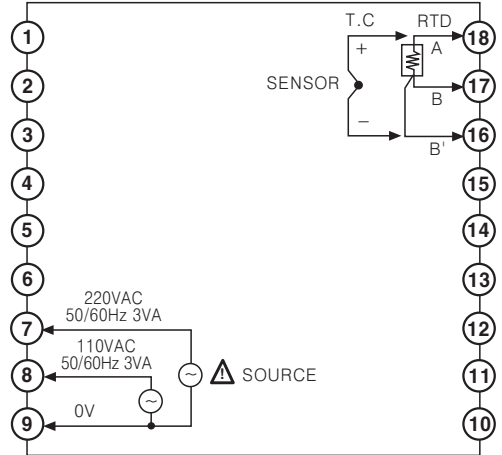 T.C RTD
1 18
+ A
SENSOR
2 17
B
−
3 16
B'
4 15
5 14
6 13
220VAC
50/60Hz 3VA
7 12
110VAC
50/60Hz 3VA
8 11
~ ! SOURCE
~
0V
9 10